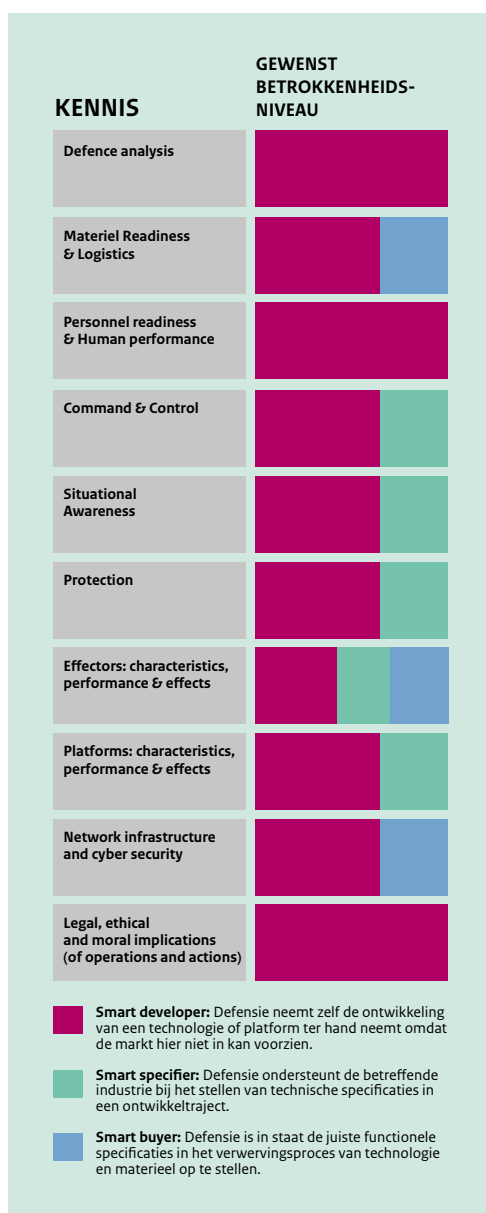 KENNIS
GEWENST
BETROKKENHEIDS-
NIVEAU
Defence analysis
Materiel Readiness
& Logistics
Personnel readiness
& Human performance
Command & Control
Situational
Awareness
Protection
Effectors: characteristics,
performance & effects
Platforms: characteristics,
performance & effects
Network infrastructure
and cyber security
Legal, ethical
and moral implications
(of operations and actions)
Smart developer: Defensie neemt zelf de ontwikkeling
van een technologie of platform ter hand neemt omdat
de markt hier niet in kan voorzien.
Smart specifier: Defensie ondersteunt de betreffende
industrie bij het stellen van technische specificaties in
een ontwikkeltraject.
Smart buyer: Defensie is in staat de juiste functionele
specificaties in het verwervingsproces van technologie
en materieel op te stellen.